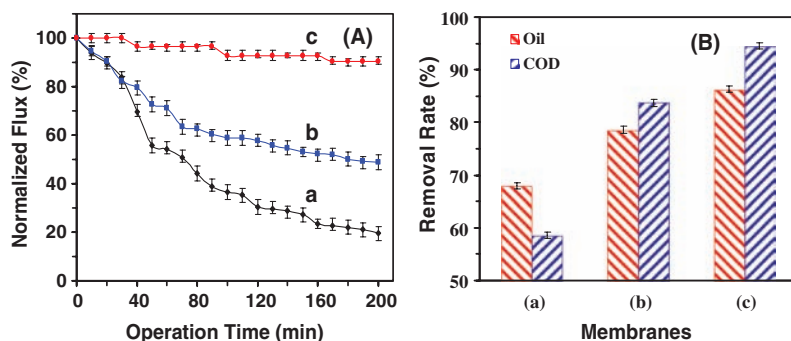 (A)
Normalized Flux (%)
100
80
60
40
20
0
c
b
a
0 40 80 120 160 200
Operation Time (min)
(B)
Removal Rate (%)
100
90
80
70
60
50
Oil
COD
(a) (b) (c)
Membranes